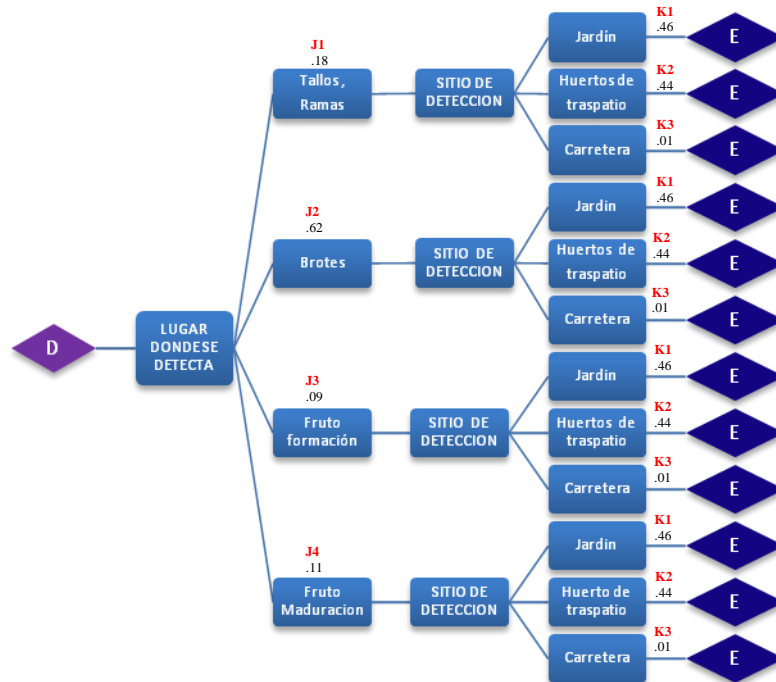 D
LUGAR
DONDESE
DETECTA
J1
.18
Tallos,
Ramas
SITIO DE
DETECCION
Jardin
K1
.46
E
Huertos de
traspatio
K2
.44
E
Carretera
K3
.01
E
J2
.62
Brotes
SITIO DE
DETECCION
Jardin
K1
.46
E
Huertos de
traspatio
K2
.44
E
Carretera
K3
.01
E
J3
.09
Fruto
formación
SITIO DE
DETECCION
Jardin
K1
.46
E
Huertos de
traspatio
K2
.44
E
Carretera
K3
.01
E
J4
.11
Fruto
Maduracion
SITIO DE
DETECCION
Jardin
K1
.46
E
Huerto de
traspatio
K2
.44
E
Carretera
K3
.01
E